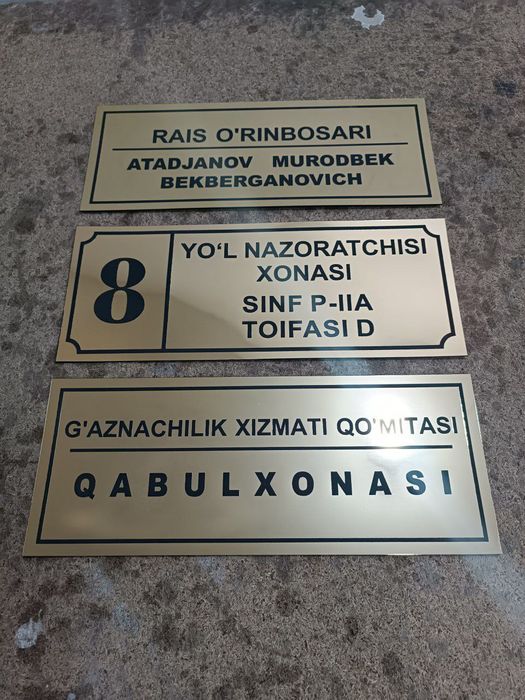 RAIS O'RINBOSARI
ATADJANOV MURODBEK
BEKBERGANOVICH
8
YO‘L NAZORATCHISI
XONASI
SINF P-IIA
TOIFASI D
G'AZNACHILIK XIZMATI QO'MITASI
QABULXONASI